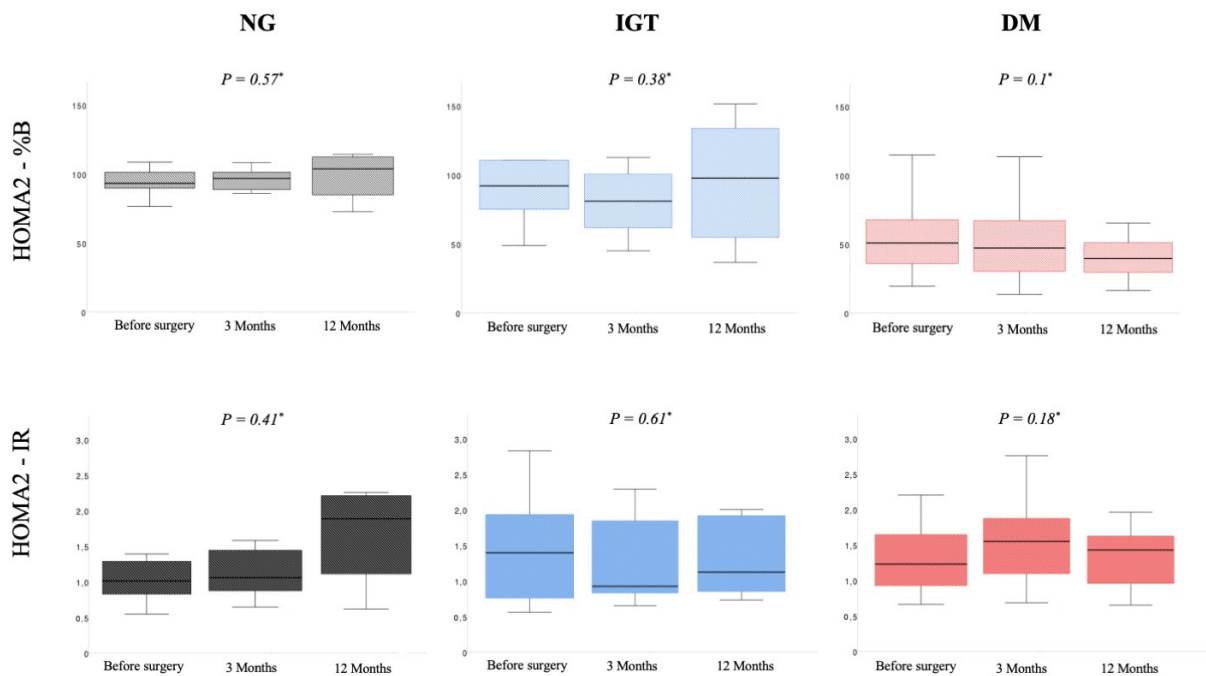 NG IGT DM
P = 0.57* P = 0.38* P = 0.1*
HOMA2 - %B
150 150 150
100 100 100
50 50 50
0 0 0
Before surgery 3 Months 12 Months Before surgery 3 Months 12 Months Before surgery 3 Months 12 Months
P = 0.41* P = 0.61* P = 0.18*
HOMA2 - IR
3,0 3,0 3,0
2,5 2,5 2,5
2,0 2,0 2,0
1,5 1,5 1,5
1,0 1,0 1,0
0,5 0,5 0,5
0 0 0
Before surgery 3 Months 12 Months Before surgery 3 Months 12 Months Before surgery 3 Months 12 Months